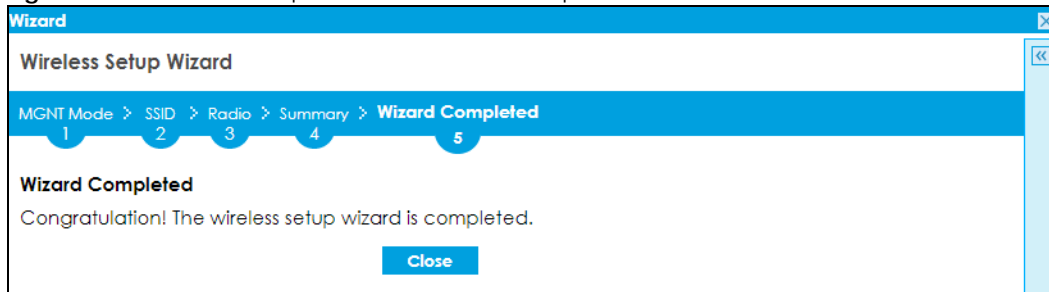 Wizard
Wireless Setup Wizard
MGNT Mode > SSID > Radio > Summary > Wizard Completed
1 2 3 4 5
Wizard Completed
Congratulation! The wireless setup wizard is completed.
Close